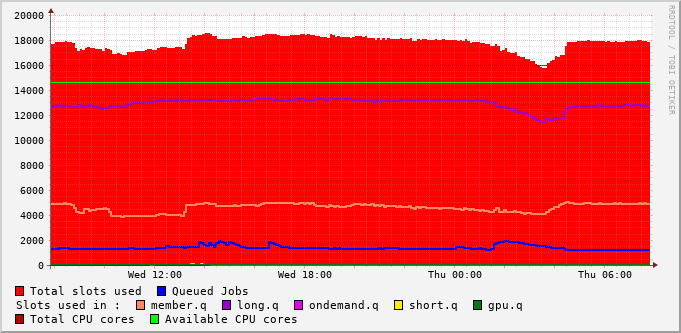 20000
18000
16000
14000
12000
10000
8000
6000
4000
2000
0
Wed 12:00 Wed 18:00 Thu 00:00 Thu 06:00
Total slots used Queued Jobs
Slots used in : member.q long.q ondemand.q short.q gpu.q
Total CPU cores Available CPU cores
RRDTOOL / TOBI OETIKER